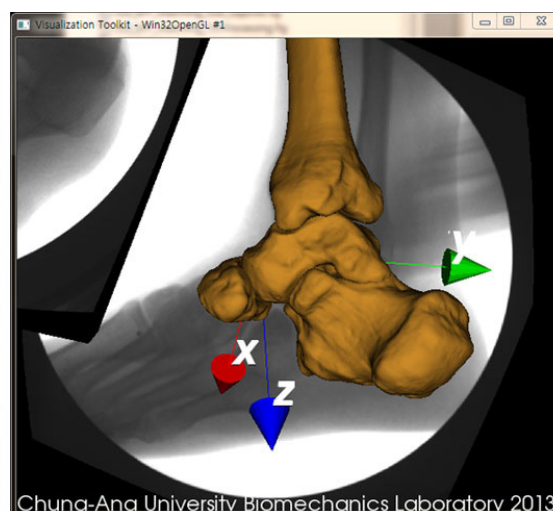 Visualization Toolkit - Win32OpenGL #1
y
x
z
Chung-Ang University Biomechanics Laboratory 2013